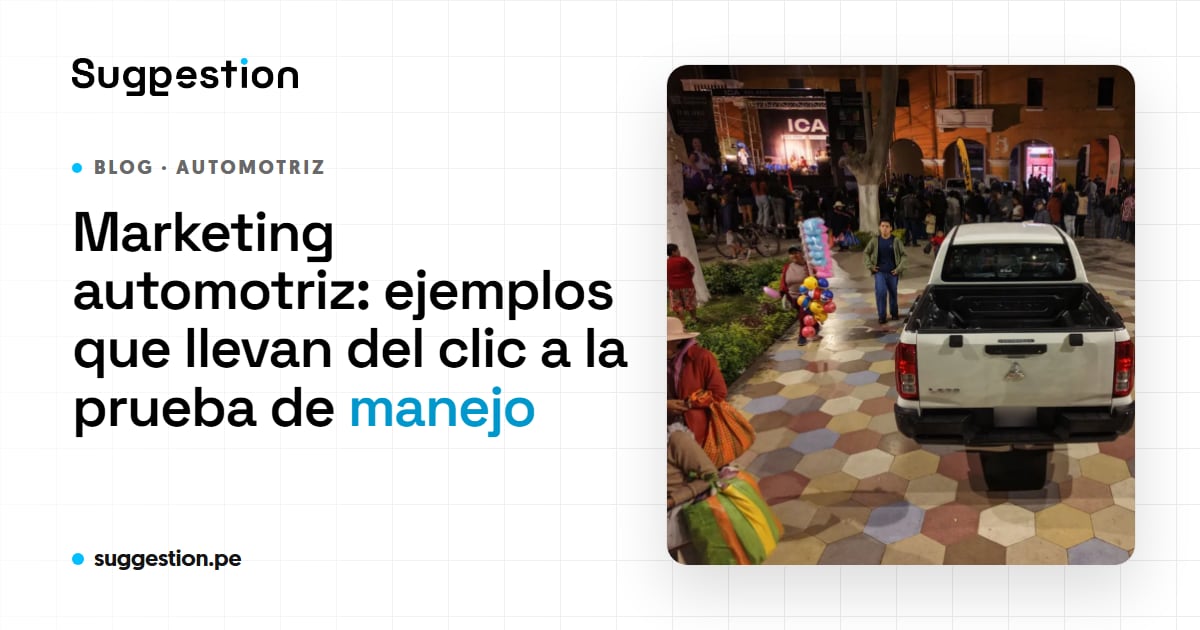 Suggestion
BLOG · AUTOMOTRIZ
Marketing
automotriz: ejemplos
que llevan del clic a la
prueba de manejo
suggestion.pe
ICA